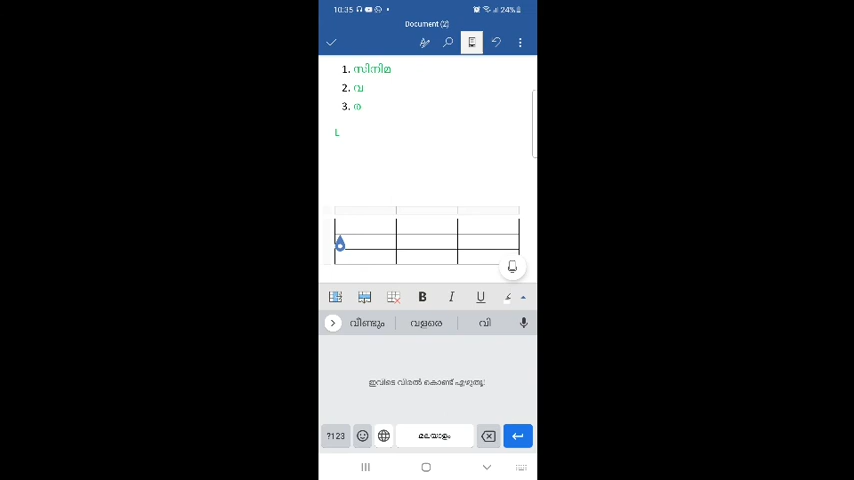 10:35
24%
Document (2)
1. സിനിമ
2. വ
3. ര
L
B I U
വീണ്ടും വളരെ വി
ഇവിടെ വിരൽ കൊണ്ട് എഴുതൂ:
?123 മലയാളം